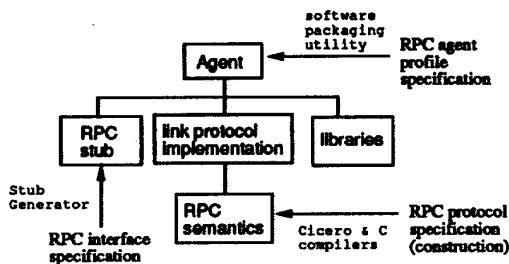 software
packaging
utility
Agent
RPC agent
profile
specification
RPC
stub
link protocol
implementation
libraries
Stub
Generator
RPC
semantics
RPC interface
specification
Cicero & C
compilers
RPC protocol
specification
(construction)